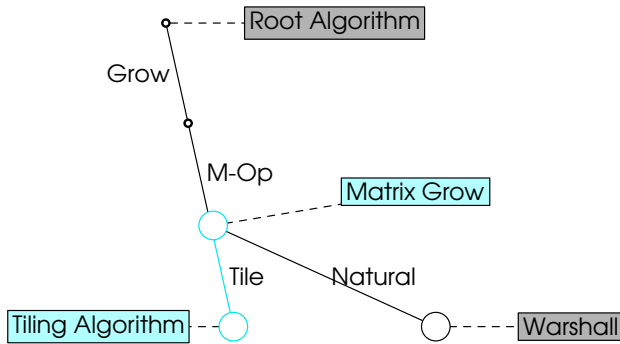 Root Algorithm
Grow
M-Op
Matrix Grow
Tile
Natural
Tiling Algorithm
Warshall